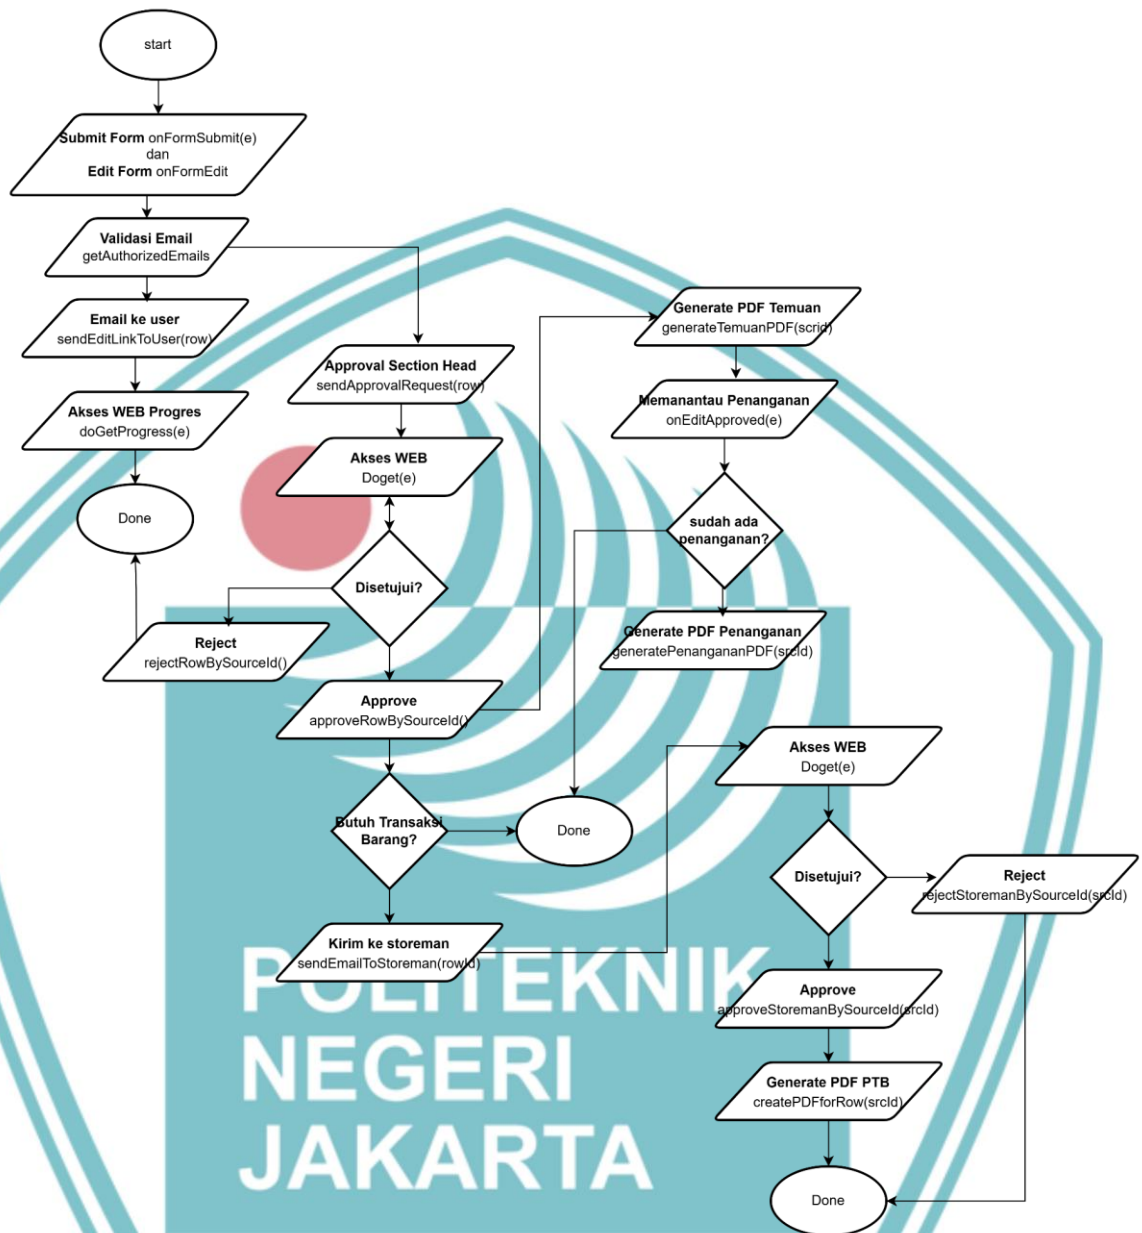 start
Submit Form onFormSubmit(e)
dan
Edit Form onFormEdit
Validasi Email
getAuthorizedEmails
Email ke user
sendEditLinkToUser(row)
Akses WEB Progres
doGetProgress(e)
Done
Approval Section Head
sendApprovalRequest(row)
Akses WEB
Doget(e)
Disetujui?
Reject
rejectRowBySourceId()
Approve
approveRowBySourceId()
Butuh Transaksi
Barang?
Done
Kirim ke storeman
sendEmailToStoreman(rowId)
Generate PDF Temuan
generateTemuanPDF(scrid)
Memanantau Penanganan
onEditApproved(e)
sudah ada
penanganan?
Generate PDF Penanganan
generatePenangananPDF(srcId)
Akses WEB
Doget(e)
Disetujui?
Reject
rejectStoremanBySourceId(srcId)
Approve
approveStoremanBySourceId(srcId)
Generate PDF PTB
createPDFforRow(srcId)
Done
POLITEKNIK
NEGERI
JAKARTA